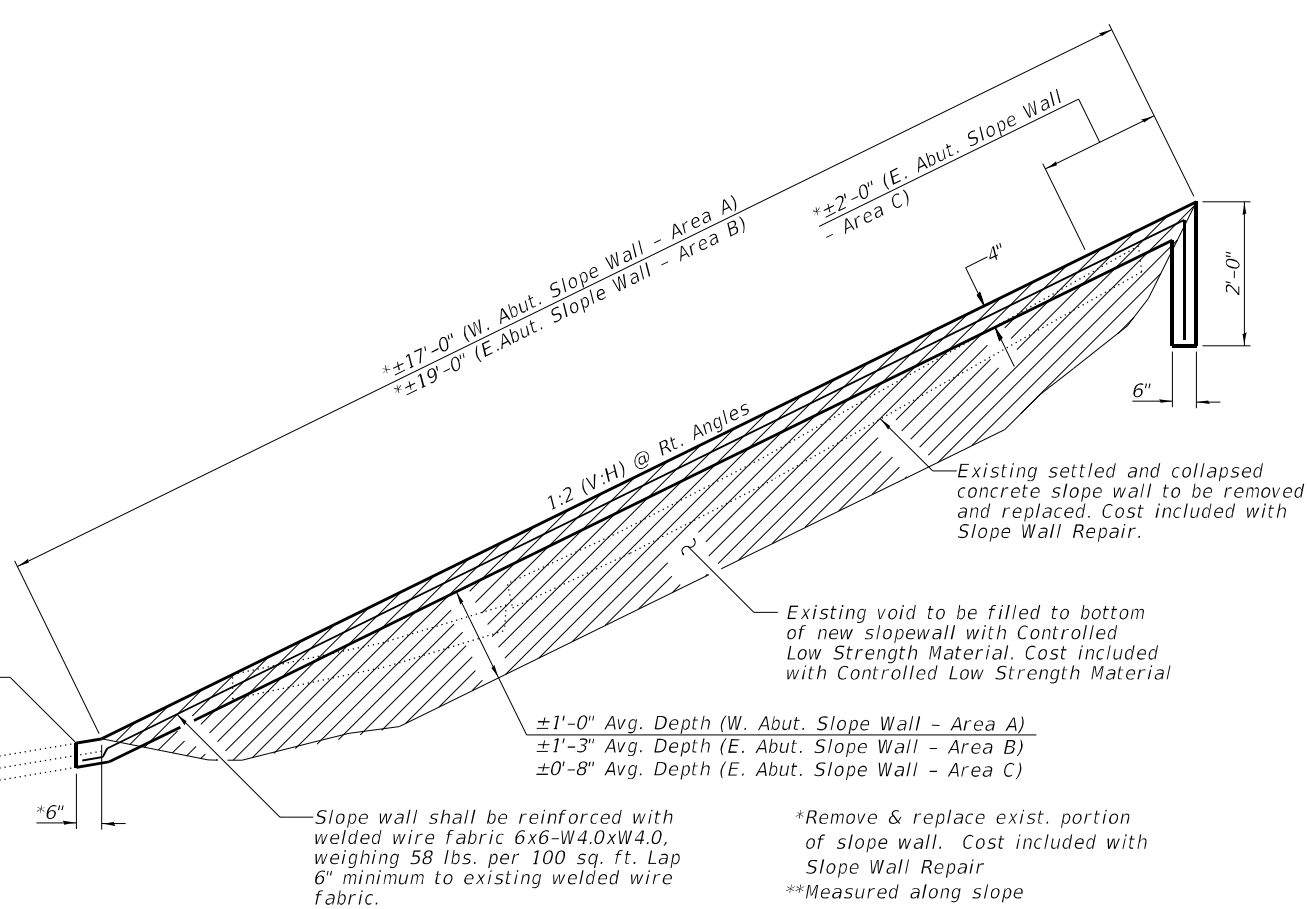 *±17'-0" (W. Abut. Slope Wall - Area A)
*±19'-0" (E.Abut. Slople Wall - Area B)
*±2'-0" (E. Abut. Slope Wall
- Area C)
4"
2'-0"
6"
1:2 (V:H) @ Rt. Angles
Existing settled and collapsed
concrete slope wall to be removed
and replaced. Cost included with
Slope Wall Repair.
Existing void to be filled to bottom
of new slopewall with Controlled
Low Strength Material. Cost included
with Controlled Low Strength Material
±1'-0" Avg. Depth (W. Abut. Slope Wall - Area A)
±1'-3" Avg. Depth (E. Abut. Slope Wall - Area B)
±0'-8" Avg. Depth (E. Abut. Slope Wall - Area C)
*6"
Slope wall shall be reinforced with
welded wire fabric 6x6-W4.0xW4.0,
weighing 58 lbs. per 100 sq. ft. Lap
6" minimum to existing welded wire
fabric.
*Remove & replace exist. portion
of slope wall. Cost included with
Slope Wall Repair
**Measured along slope